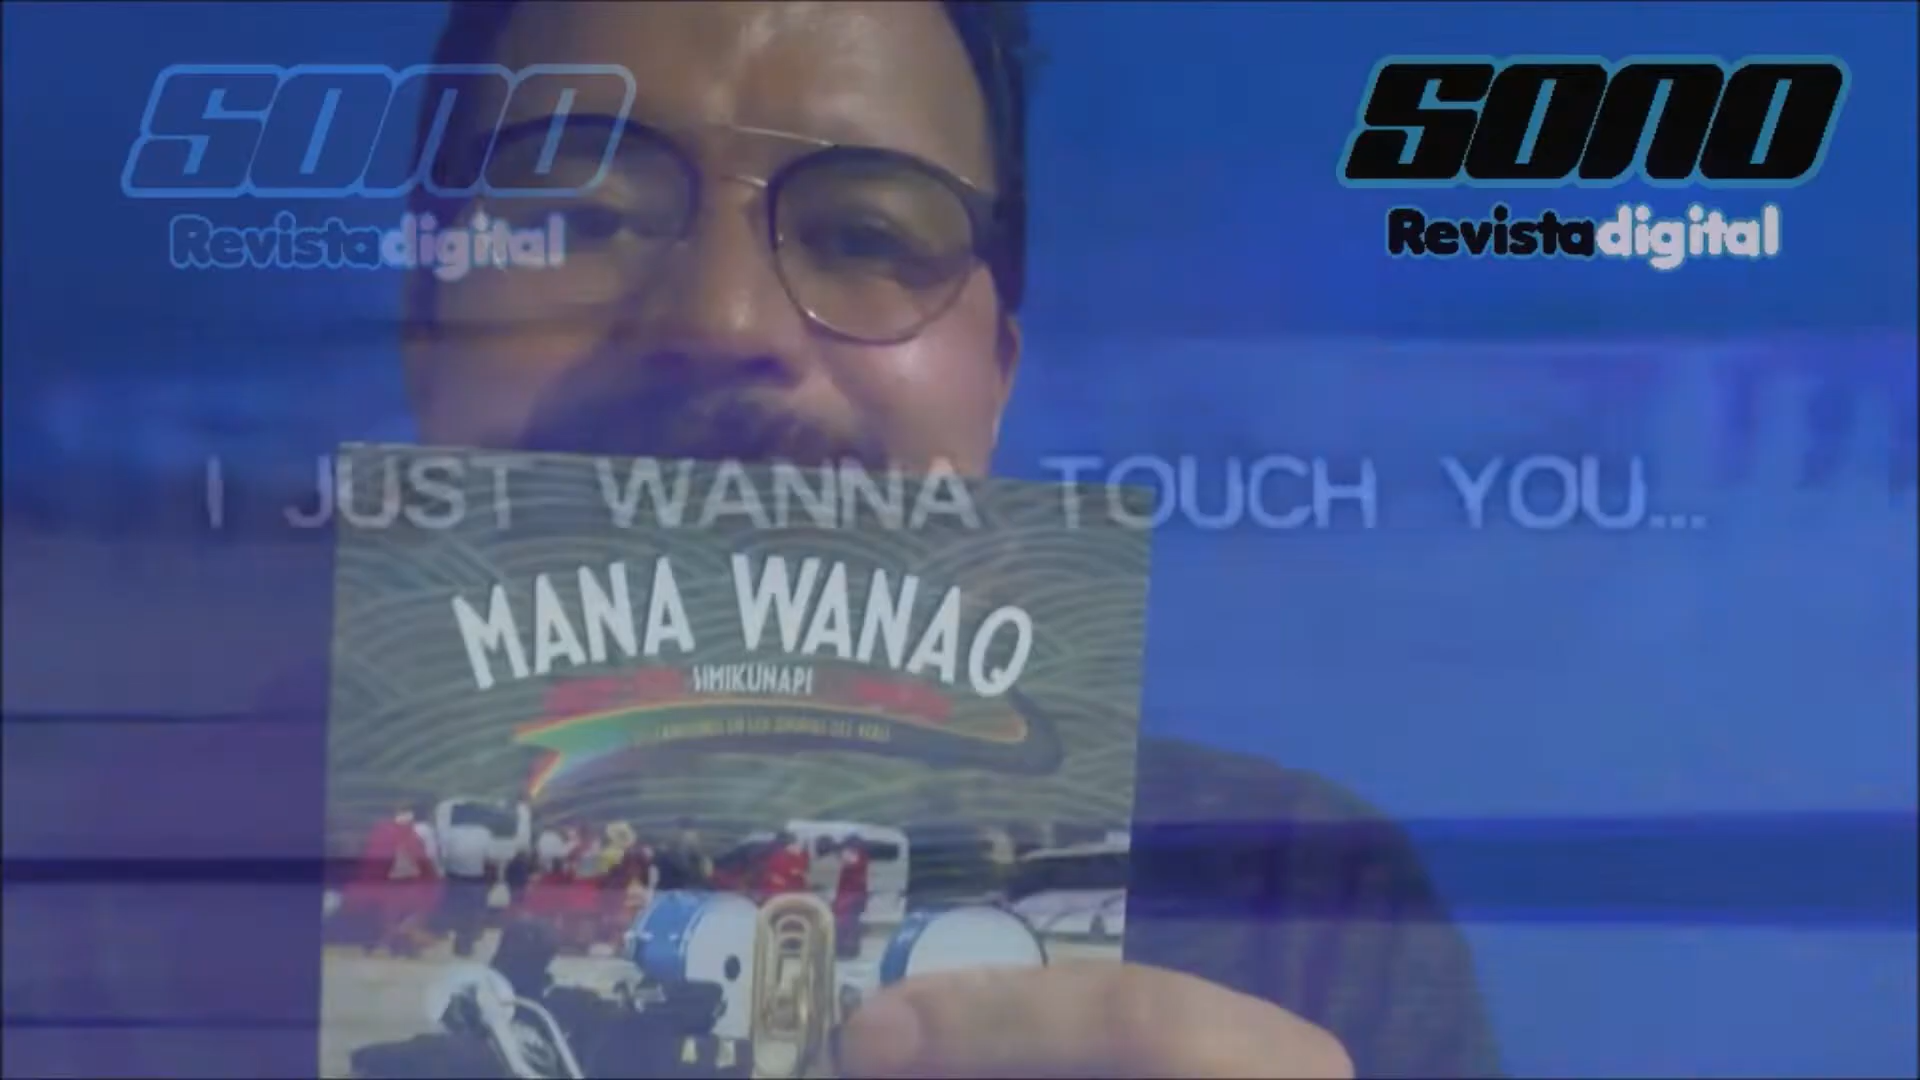 SONO
Revistadigital
SONO
Revistadigital
I JUST WANNA TOUCH YOU...
MANA WANAQ
SIMIKUNAPI